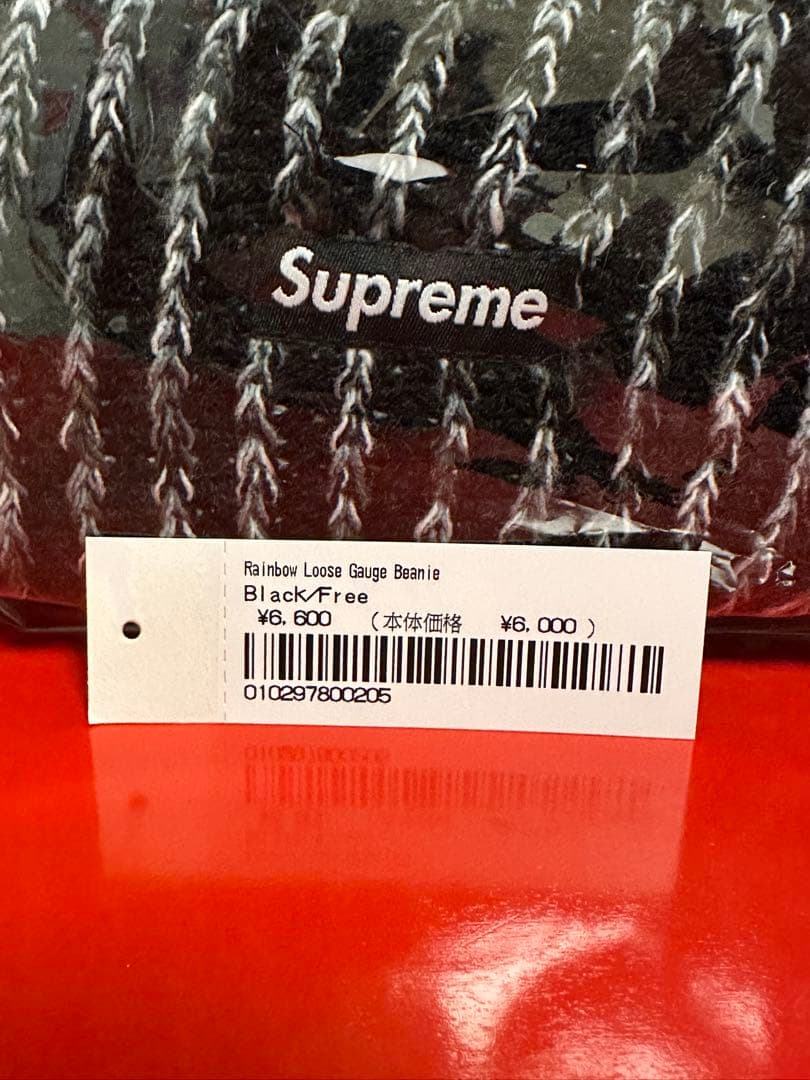 Supreme
Rainbow Loose Gauge Beanie
Black/Free
¥6,600 (本体価格 ¥6,000 )
010297800205